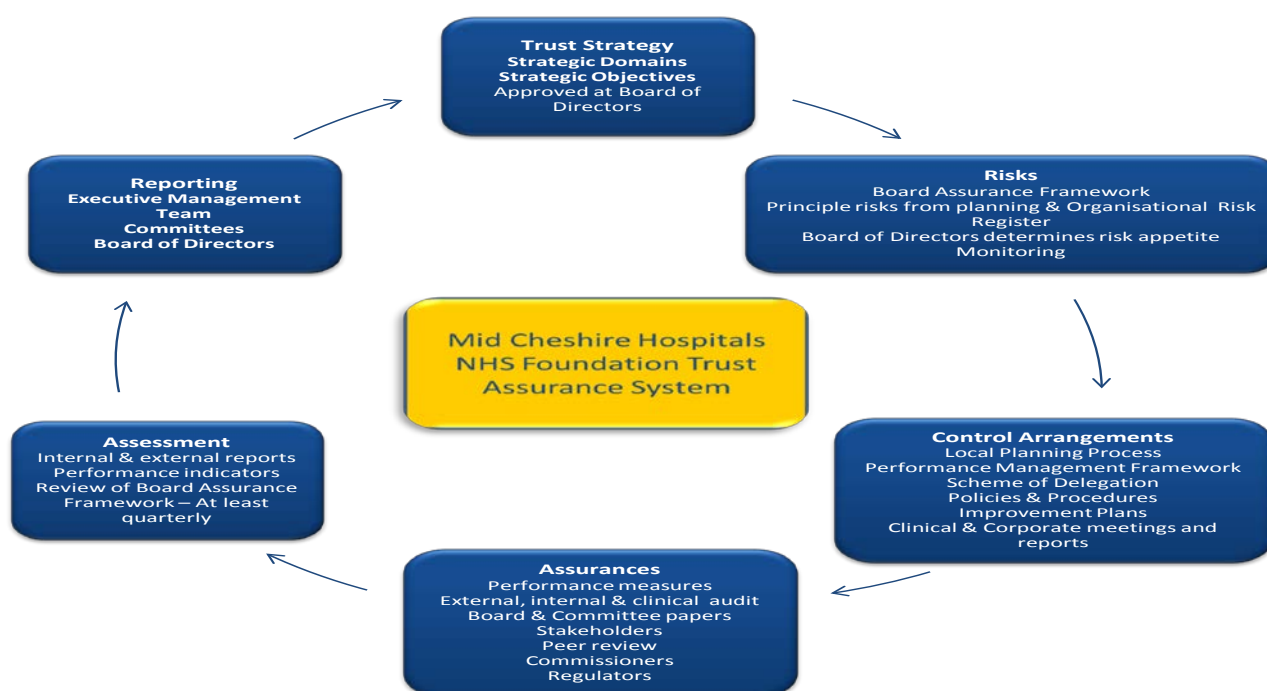 Trust Strategy
Strategic Domains
Strategic Objectives
Approved at Board of
Directors
Risks
Board Assurance Framework
Principle risks from planning & Organisational Risk
Register
Board of Directors determines risk appetite
Monitoring
Control Arrangements
Local Planning Process
Performance Management Framework
Scheme of Delegation
Policies & Procedures
Improvement Plans
Clinical & Corporate meetings and
reports
Assurances
Performance measures
External, internal & clinical audit
Board & Committee papers
Stakeholders
Peer review
Commissioners
Regulators
Assessment
Internal & external reports
Performance indicators
Review of Board Assurance
Framework – At least
quarterly
Reporting
Executive Management
Team
Committees
Board of Directors
Mid Cheshire Hospitals
NHS Foundation Trust
Assurance System